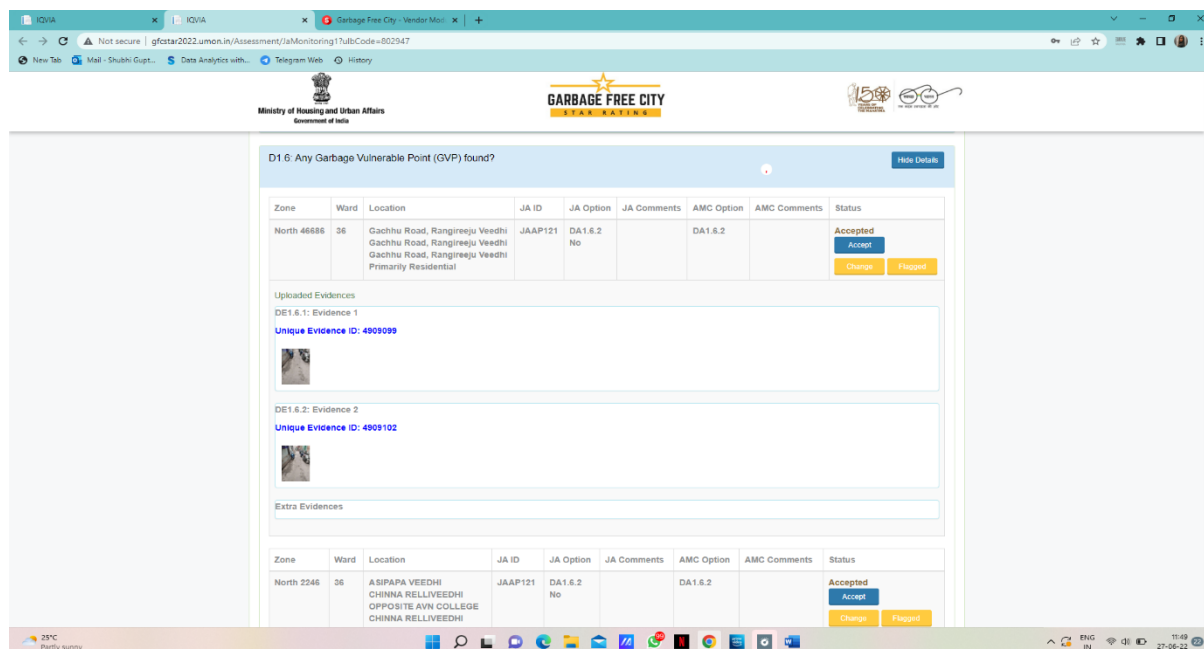 IQVIA
IQVIA
Garbage Free City - Vendor Mod
Not secure | gfcstar2022.umon.in/Assessment/JaMonitoring1?ulbCode=802947
New Tab
Mail - Shubhi Gupt...
Data Analytics with...
Telegram Web
History
Ministry of Housing and Urban Affairs
Government of India
GARBAGE FREE CITY
STAR RATING
D1.6: Any Garbage Vulnerable Point (GVP) found?
Hide Details
Zone Ward Location JA ID JA Option JA Comments AMC Option AMC Comments Status
North 46686 36 Gachhu Road, Rangireeju Veedhi JAAP121 DA1.6.2 DA1.6.2 Accepted
Gachhu Road, Rangireeju Veedhi No Accept
Gachhu Road, Rangireeju Veedhi
Primarily Residential Change Flagged
Uploaded Evidences
DE1.6.1: Evidence 1
Unique Evidence ID: 4909099
DE1.6.2: Evidence 2
Unique Evidence ID: 4909102
Extra Evidences
Zone Ward Location JA ID JA Option JA Comments AMC Option AMC Comments Status
North 2246 36 ASIPAPA VEEDHI JAAP121 DA1.6.2 DA1.6.2 Accepted
CHINNA RELLIVEEDHI No Accept
OPPOSITE AVN COLLEGE
CHINNA RELLIVEEDHI Change Flagged
25°C
Partly sunny
99
ENG
IN
11:49
27-06-22
22